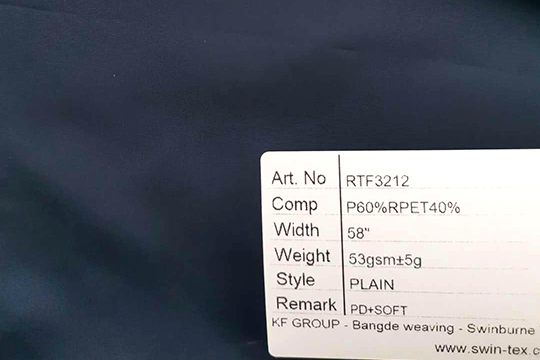 Art. No RTF3212
Comp P60%RPET40%
Width 58"
Weight 53gsm±5g
Style PLAIN
Remark PD+SOFT
KF GROUP - Bangde weaving - Swinburne
www.swin-tex.c